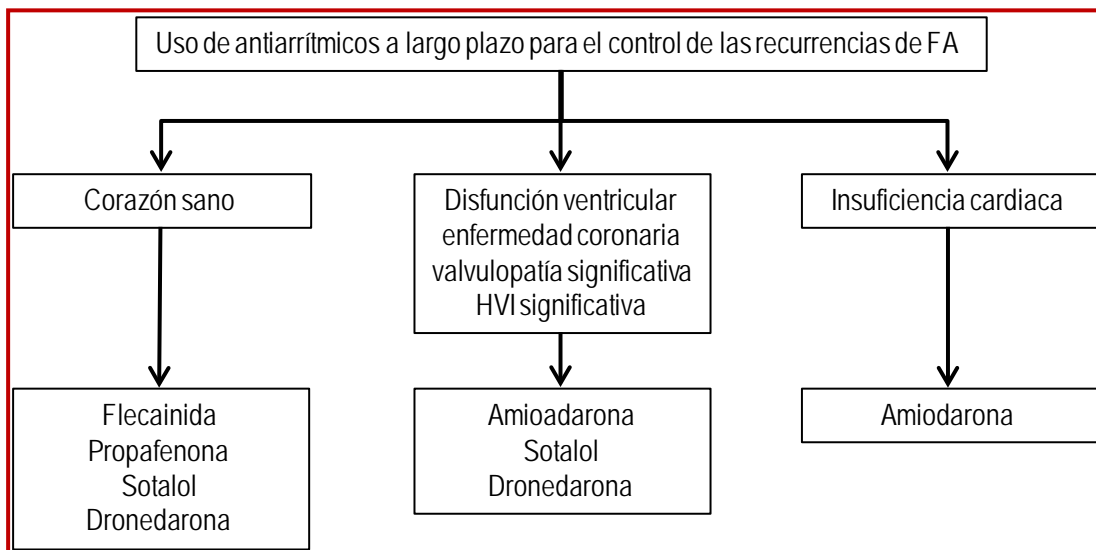 Uso de antiarrítmicos a largo plazo para el control de las recurrencias de FA
Corazón sano
Disfunción ventricular
enfermedad coronaria
valvulopatía significativa
HVI significativa
Insuficiencia cardiaca
Flecainida
Propafenona
Sotalol
Dronedarona
Amioadarona
Sotalol
Dronedarona
Amiodarona